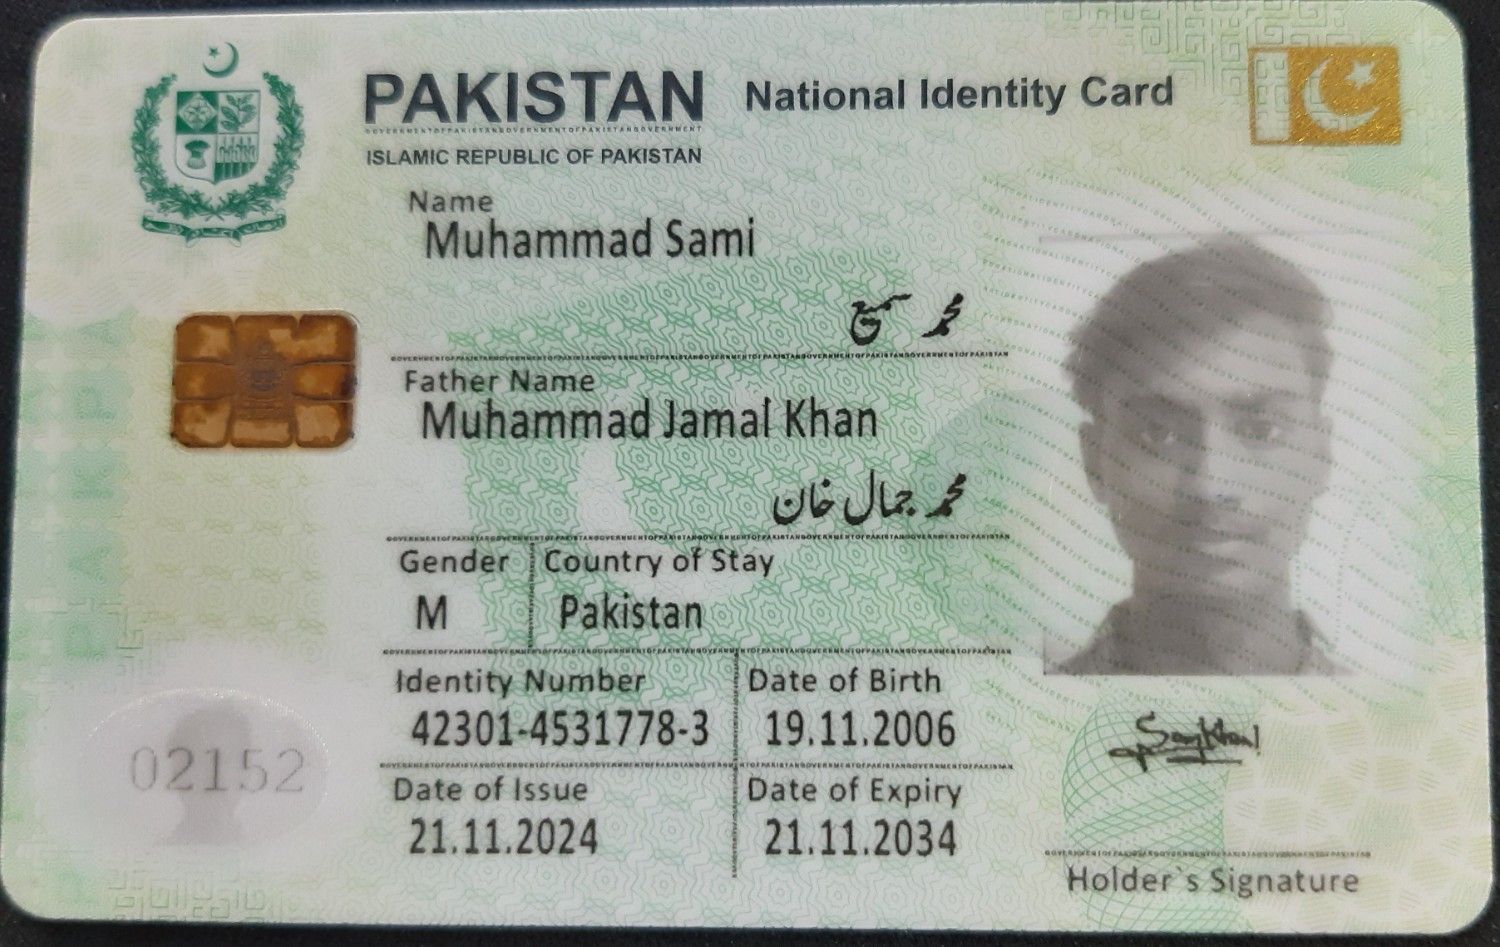 PAKISTAN National Identity Card
ISLAMIC REPUBLIC OF PAKISTAN
Name
Muhammad Sami
محمد سمیع
Father Name
Muhammad Jamal Khan
محمد جمال خان
Gender Country of Stay
M Pakistan
Identity Number Date of Birth
42301-4531778-3 19.11.2006
02152
Date of Issue Date of Expiry
21.11.2024 21.11.2034
Holder`s Signature